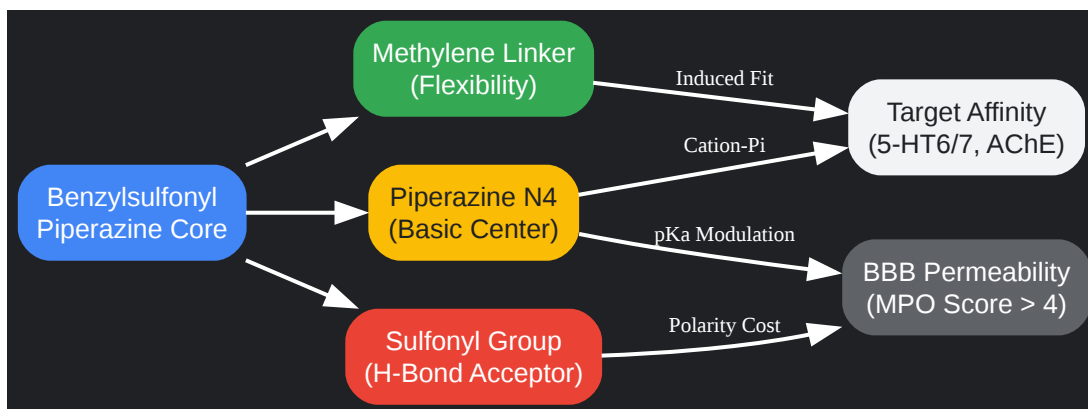 Benzylsulfonyl
Piperazine Core
Methylene Linker
(Flexibility)
Piperazine N4
(Basic Center)
Sulfonyl Group
(H-Bond Acceptor)
Induced Fit
Cation-Pi
pKa Modulation
Polarity Cost
Target Affinity
(5-HT6/7, AChE)
BBB Permeability
(MPO Score > 4)